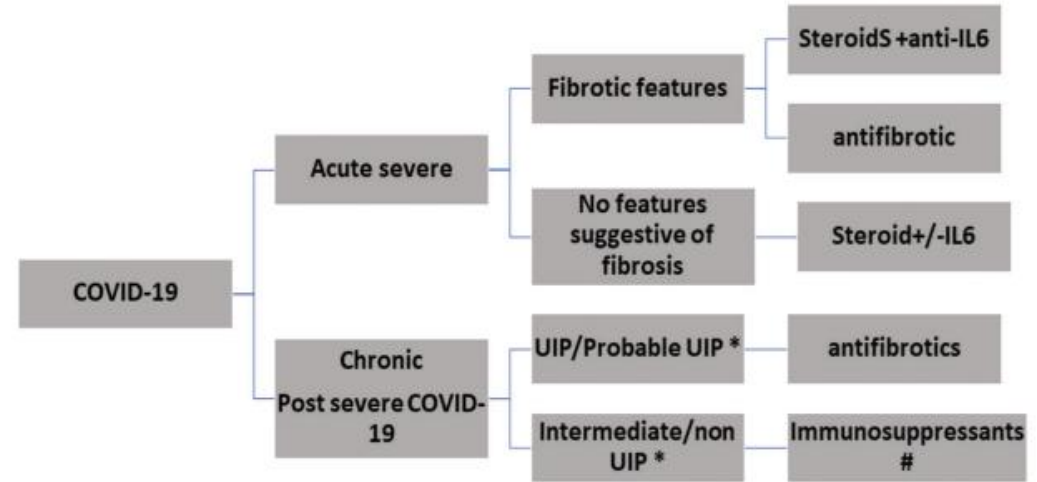 COVID-19
Acute severe
Fibrotic features
SteroidS +anti-IL6
antifibrotic
No features
suggestive of
fibrosis
Steroid+/-IL6
Chronic
Post severe COVID-
19
UIP/Probable UIP *
antifibrotics
Intermediate/non
UIP *
Immunosuppressants
#